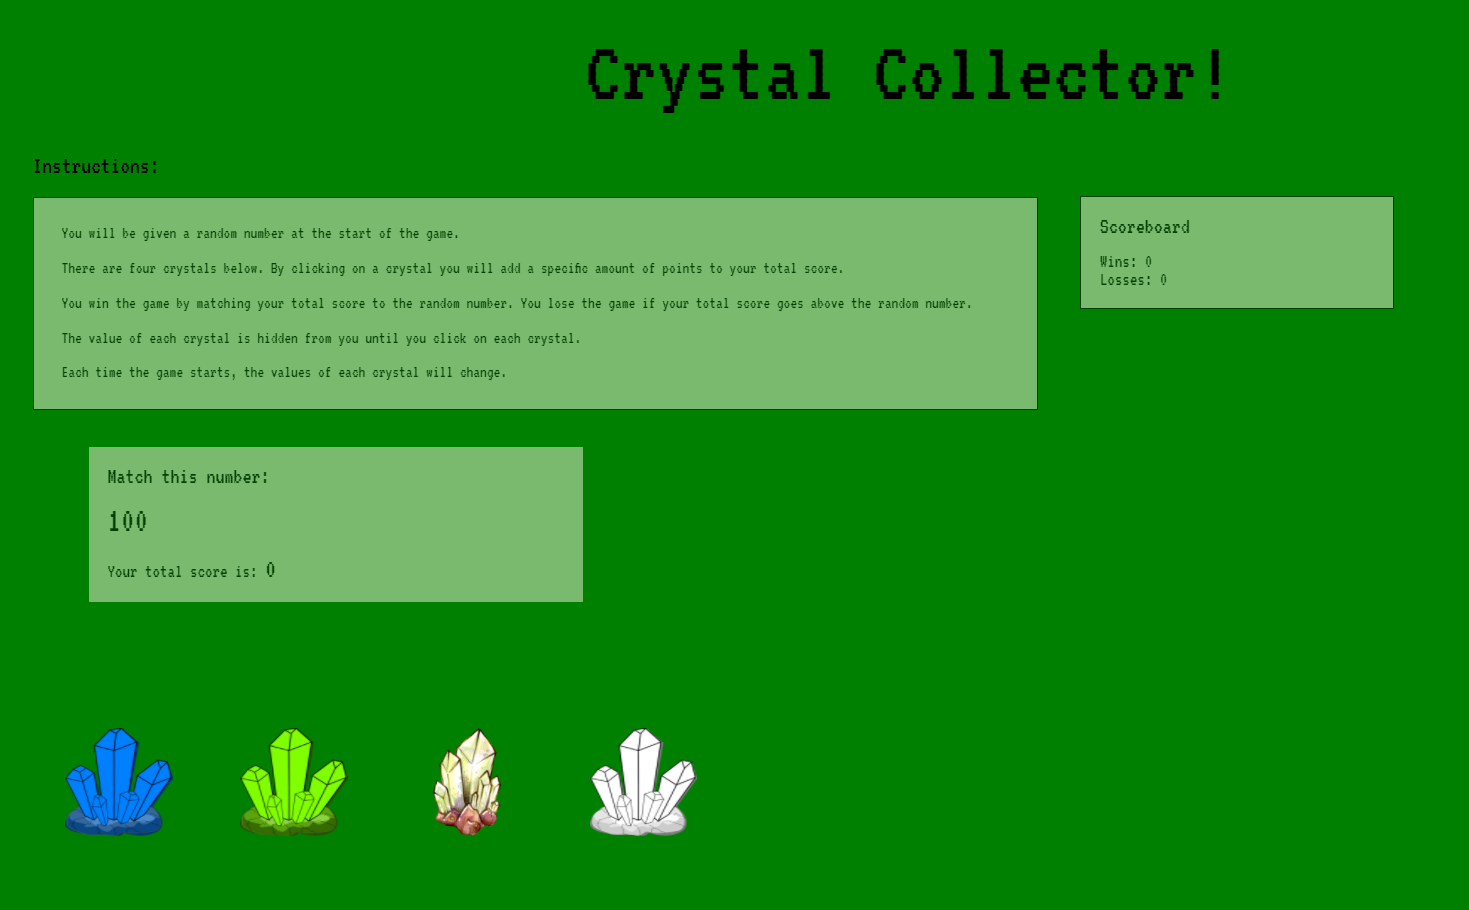 Crystal Collector!
Instructions:
You will be given a random number at the start of the game.
There are four crystals below. By clicking on a crystal you will add a specific amount of points to your total score.
You win the game by matching your total score to the random number. You lose the game if your total score goes above the random number.
The value of each crystal is hidden from you until you click on each crystal.
Each time the game starts, the values of each crystal will change.
Scoreboard
Wins: 0
Losses: 0
Match this number:
100
Your total score is: 0